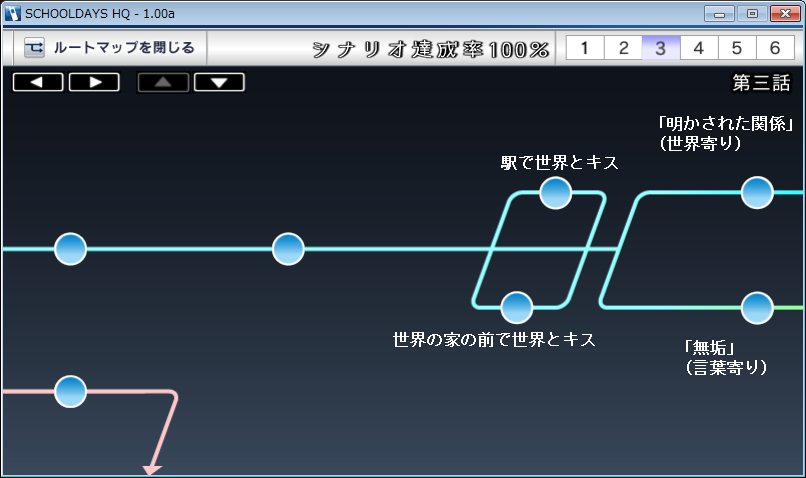 SCHOOLDAYS HQ - 1.00a
ルートマップを閉じる
シナリオ達成率100%
1 2 3 4 5 6
第三話
「明かされた関係」
（世界寄り）
駅で世界とキス
世界の家の前で世界とキス
「無垢」
（言葉寄り）